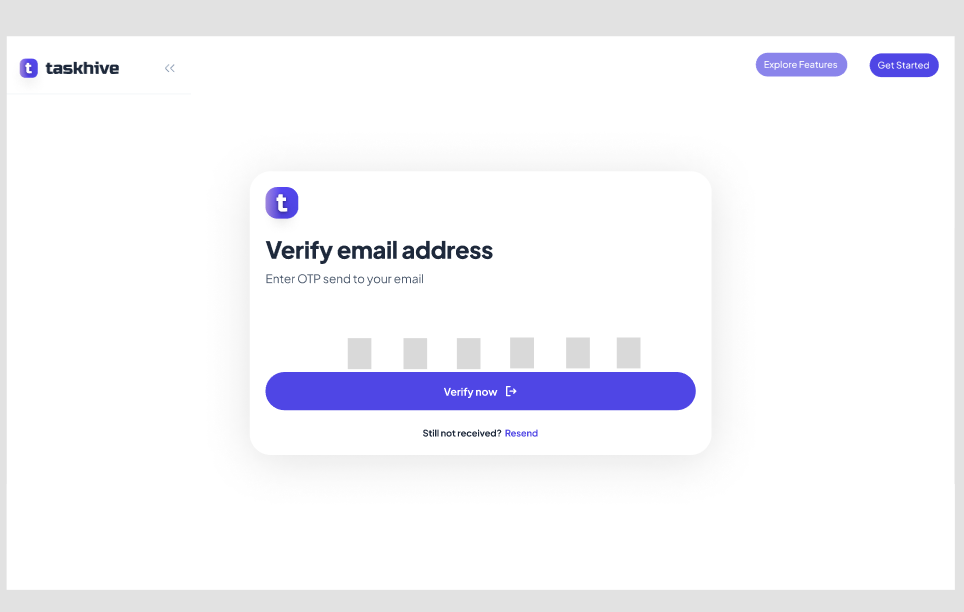 taskhive
Explore Features
Get Started
t
Verify email address
Enter OTP send to your email
Verify now
Still not received? Resend